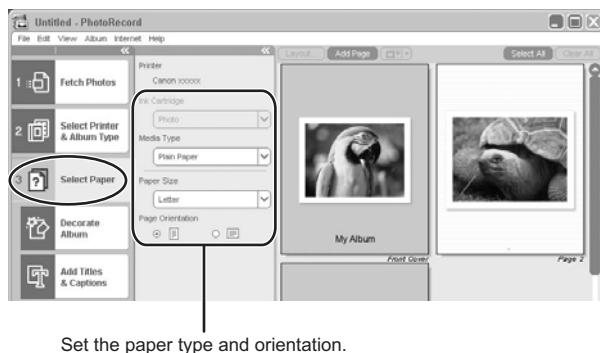 Untitled - PhotoRecord
File Edit View Album Internet Help
1 Fetch Photos
2 Select Printer
& Album Type
3 Select Paper
Decorate
Album
Add Titles
& Captions
Printer
Canon xxxxx
Ink Cartridge
Photo
Media Type
Plain Paper
Paper Size
Letter
Page Orientation
Layout...
Add Page
Select All
Clear All
My Album
Front Cover
Page 2
Set the paper type and orientation.